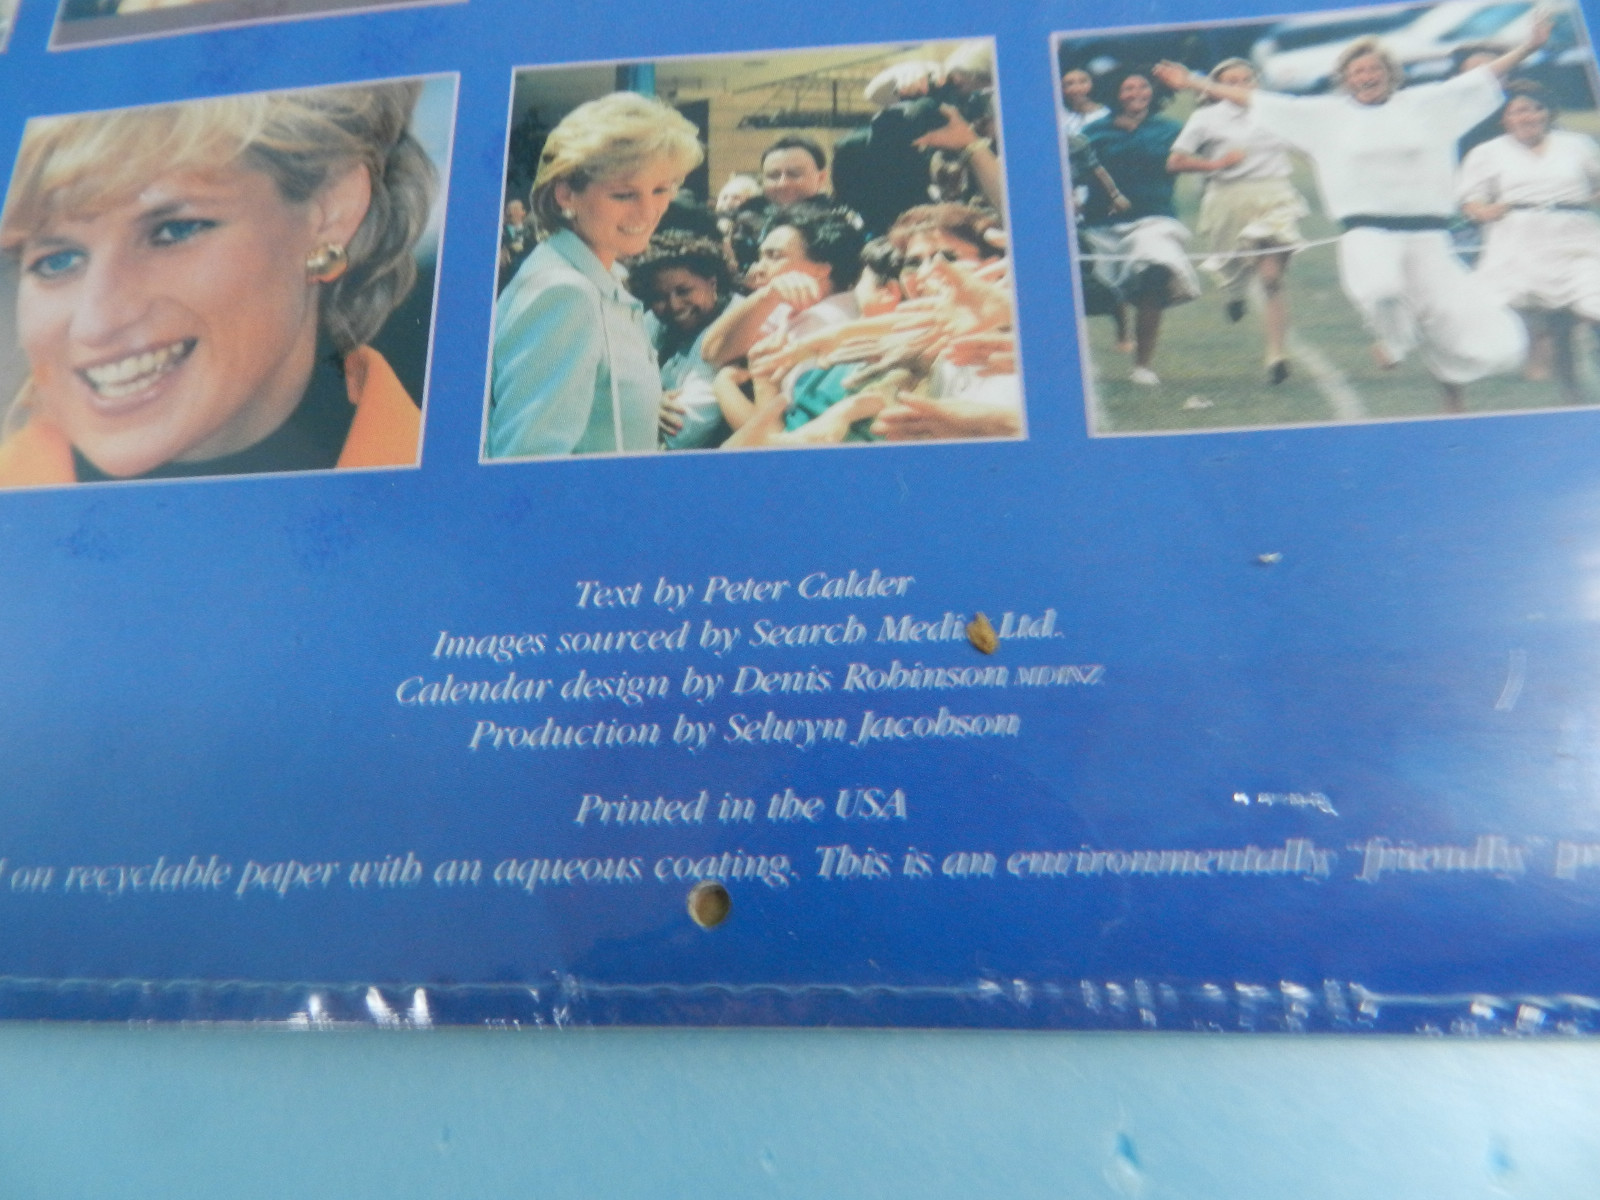 Text by Peter Calder
Images sourced by Search Ltd.
Calendar design by Denis Robinson MDINZ
Production by Selwyn Jacobson
Printed in the USA
on recyclable paper with an aqueous coating. This is an environmentally "friendly"